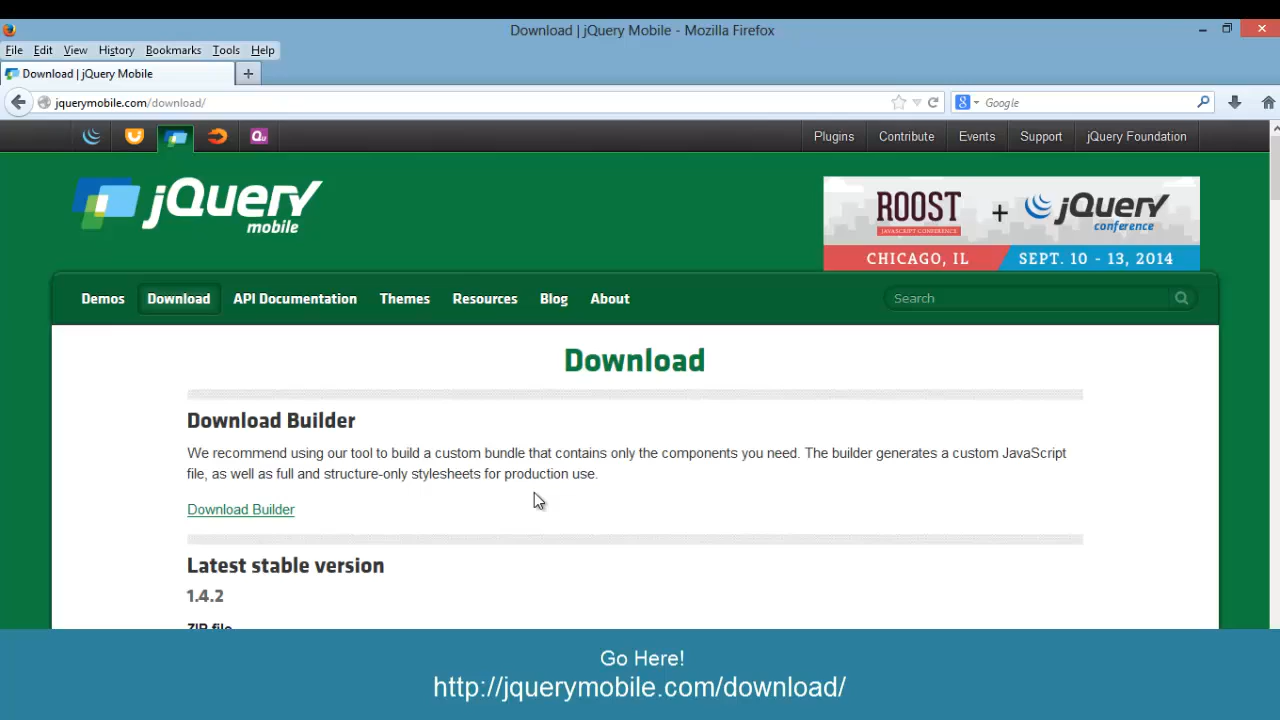 Download | jQuery Mobile - Mozilla Firefox
File Edit View History Bookmarks Tools Help
Download | jQuery Mobile
jquerymobile.com/download/
Google
Plugins Contribute Events Support jQuery Foundation
jQuery mobile
ROOST JAVASCRIPT CONFERENCE + jQuery conference
CHICAGO, IL SEPT. 10 - 13, 2014
Demos Download API Documentation Themes Resources Blog About Search
Download
Download Builder
We recommend using our tool to build a custom bundle that contains only the components you need. The builder generates a custom JavaScript
file, as well as full and structure-only stylesheets for production use.
Download Builder
Latest stable version
1.4.2
ZIP file
Go Here!
http://jquerymobile.com/download/